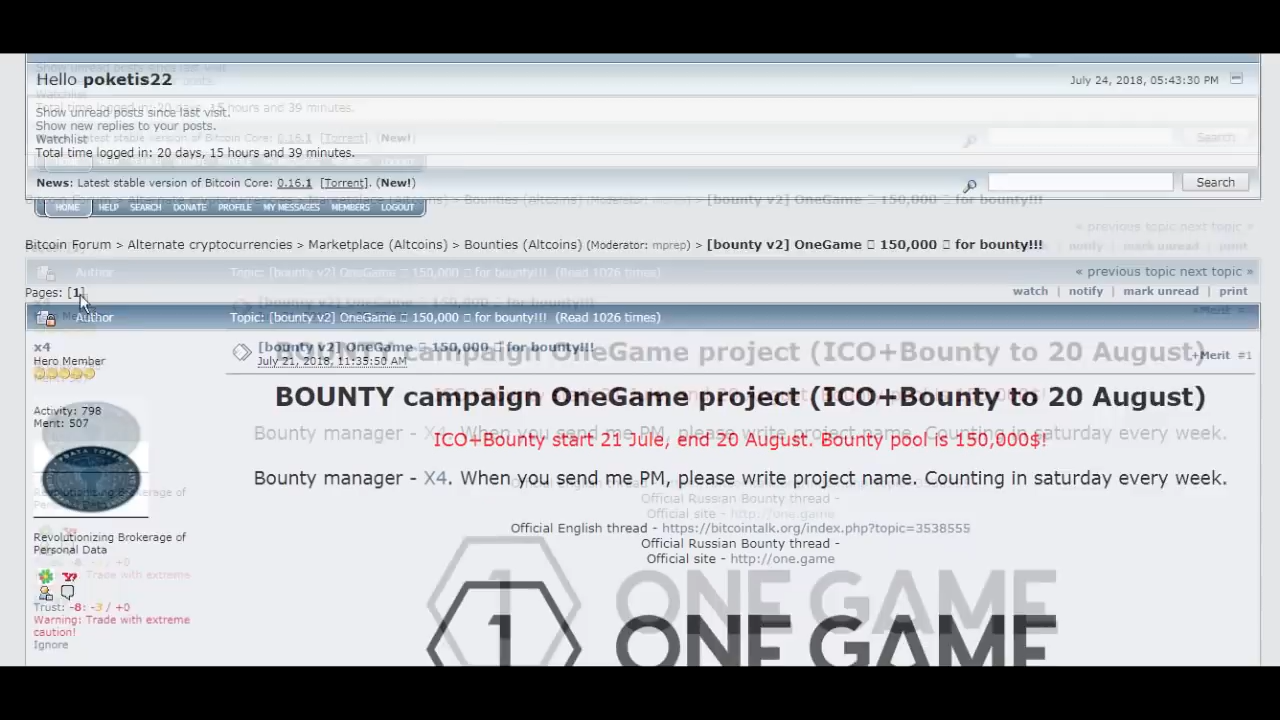 Hello poketis22
July 24, 2018, 05:43:30 PM
Show unread posts since last visit.
Show new replies to your posts.
Watchlist
Total time logged in: 20 days, 15 hours and 39 minutes.
News: Latest stable version of Bitcoin Core: 0.16.1 [Torrent]. (New!)
Search
HOME HELP SEARCH DONATE PROFILE MY MESSAGES MEMBERS LOGOUT
Bitcoin Forum > Alternate cryptocurrencies > Marketplace (Altcoins) > Bounties (Altcoins) (Moderator: mprep) > [bounty v2] OneGame 150,000 for bounty!!!
« previous topic next topic »
Pages: [1]
watch | notify | mark unread | print
Author Topic: [bounty v2] OneGame 150,000 for bounty!!! (Read 1026 times)
x4
Hero Member
Activity: 798
Merit: 507
Revolutionizing Brokerage of
Personal Data
Trust: -8: -3 / +0
Warning: Trade with extreme
caution!
Ignore
[bounty v2] OneGame 150,000 for bounty!!!
July 21, 2018, 11:35:50 AM
+Merit #1
BOUNTY campaign OneGame project (ICO+Bounty to 20 August)
ICO+Bounty start 21 Jule, end 20 August. Bounty pool is 150,000$!
Bounty manager - X4. When you send me PM, please write project name. Counting in saturday every week.
Official English thread - https://bitcointalk.org/index.php?topic=3538555
Official Russian Bounty thread -
Official site - http://one.game
1 ONE GAME